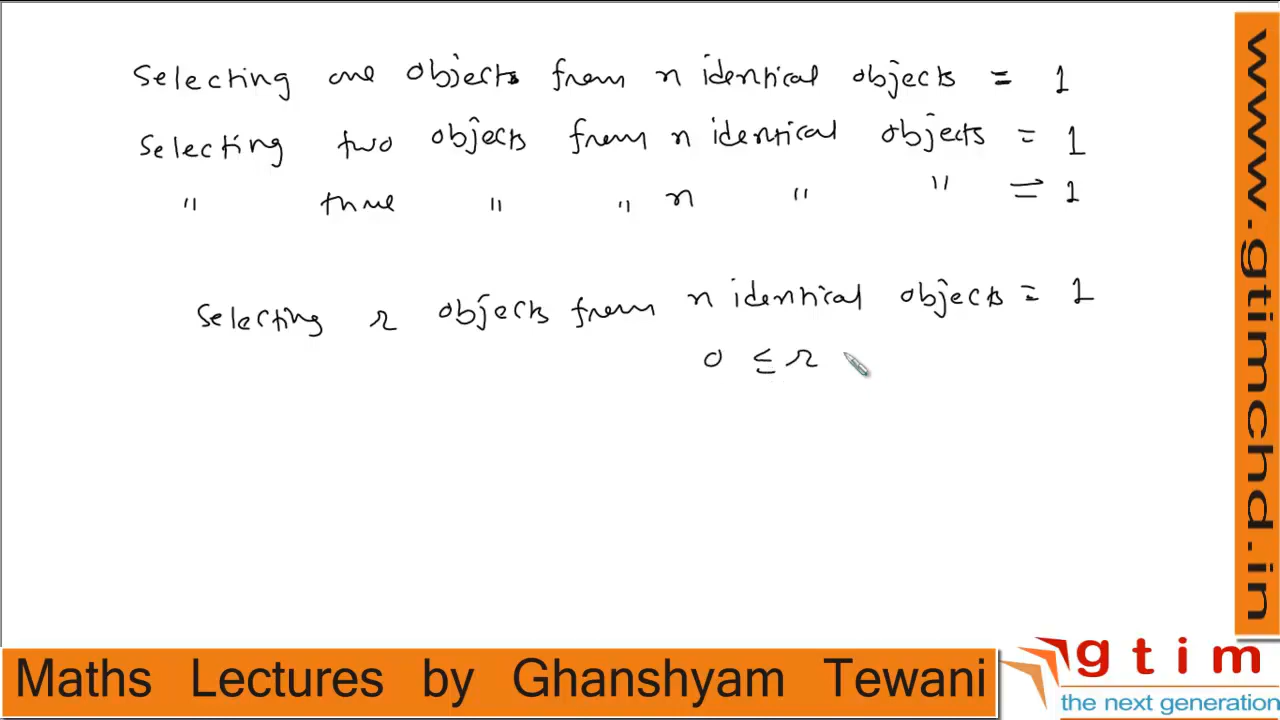 Selecting one objects from n identical objects = 1
Selecting two objects from n identical objects = 1
" three " " n " " = 1
Selecting r objects from n identical objects = 1
0 ≤ r
www.gtimchd.in
Maths Lectures by Ghanshyam Tewani
gtim
the next generation